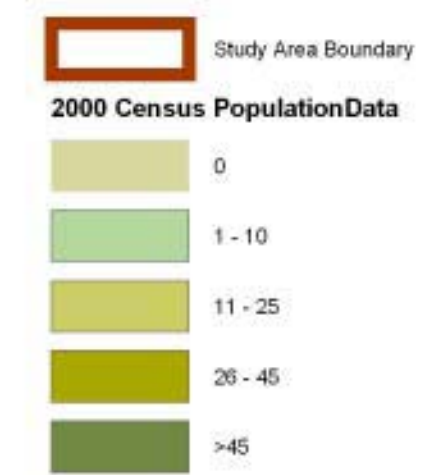 Study Area Boundary
2000 Census PopulationData
0
1 - 10
11 - 25
26 - 45
>45